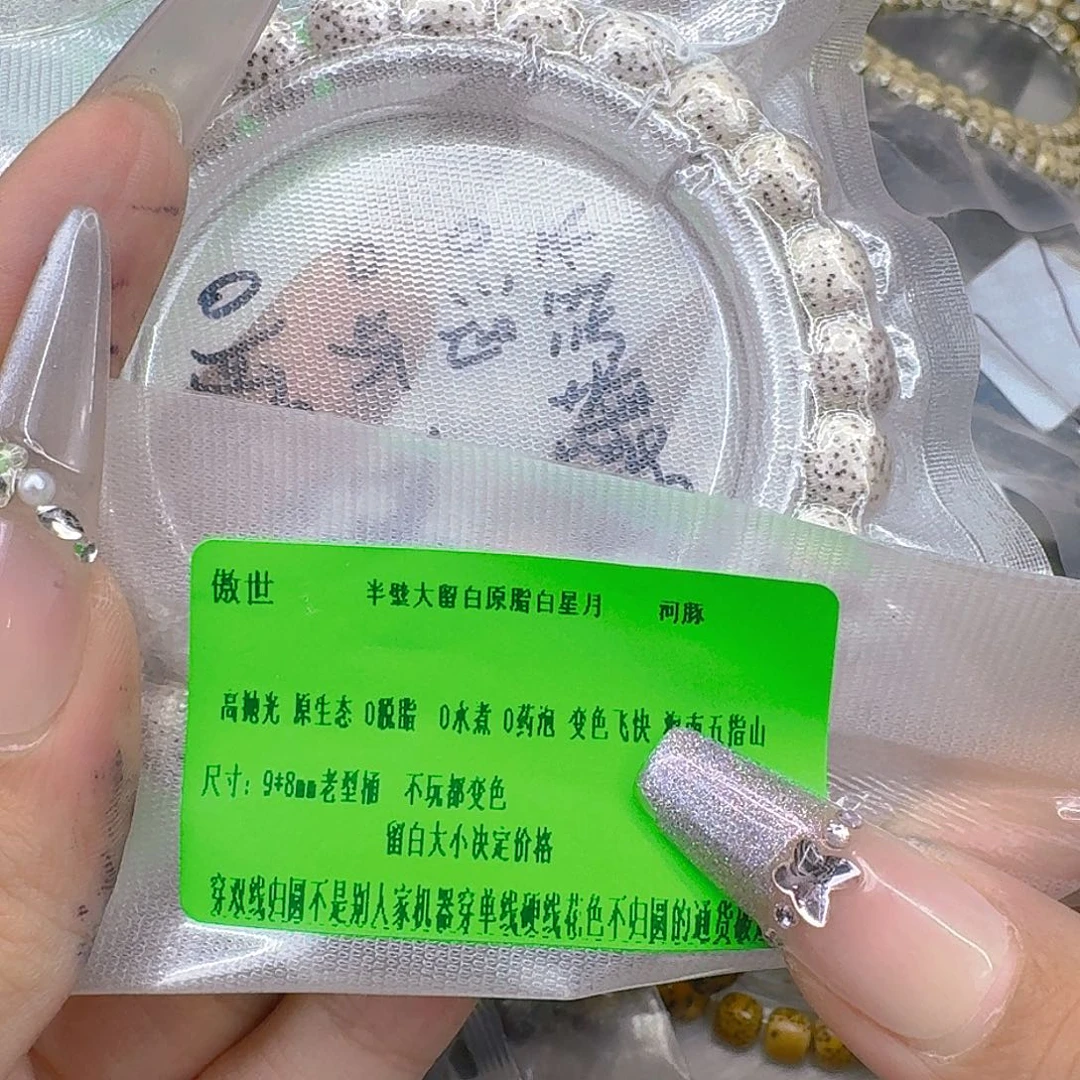 傲世 半壁大留白原脂白星月 河豚
高抛光 原生态 0脱脂 0水煮 0药泡 变色飞快 海南五指山
尺寸：9*8mm老型桶 不玩都变色
留白大小决定价格
穿双线归圆不是别人家机器穿单线硬线花色不归圆的通货